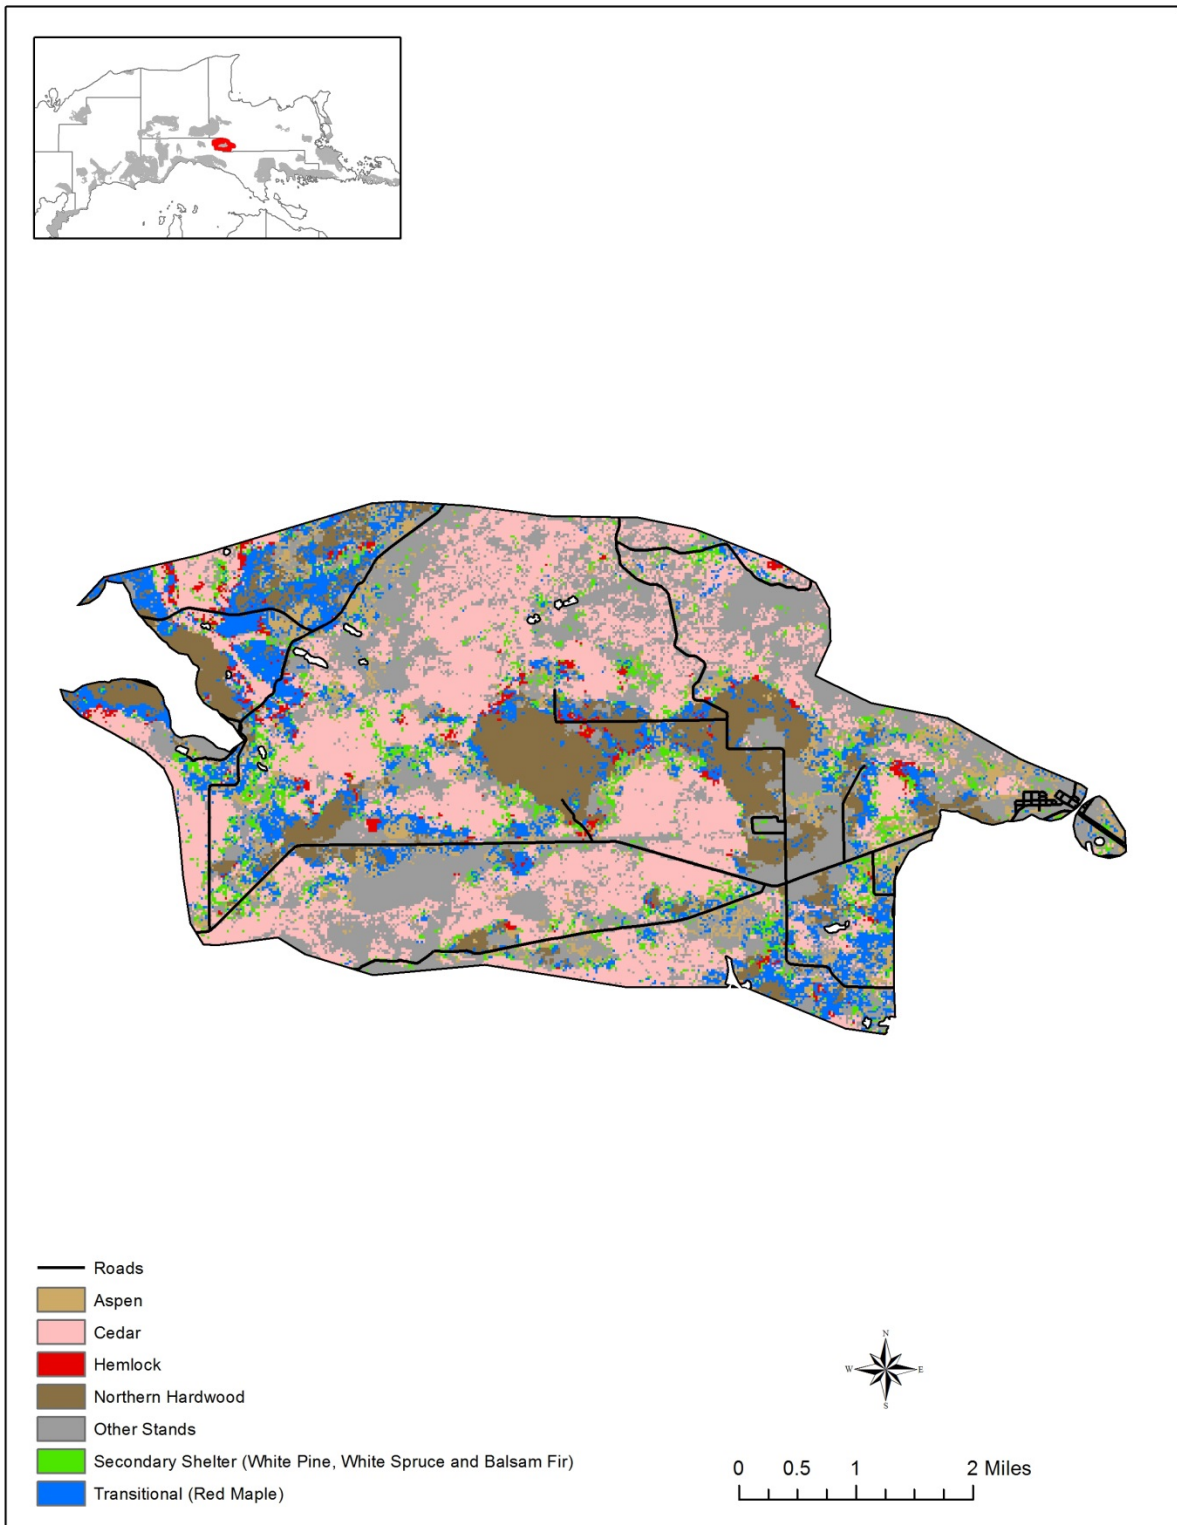 Roads
Aspen
Cedar
Hemlock
Northern Hardwood
Other Stands
Secondary Shelter (White Pine, White Spruce and Balsam Fir)
Transitional (Red Maple)
N
W E
S
0 0.5 1 2 Miles